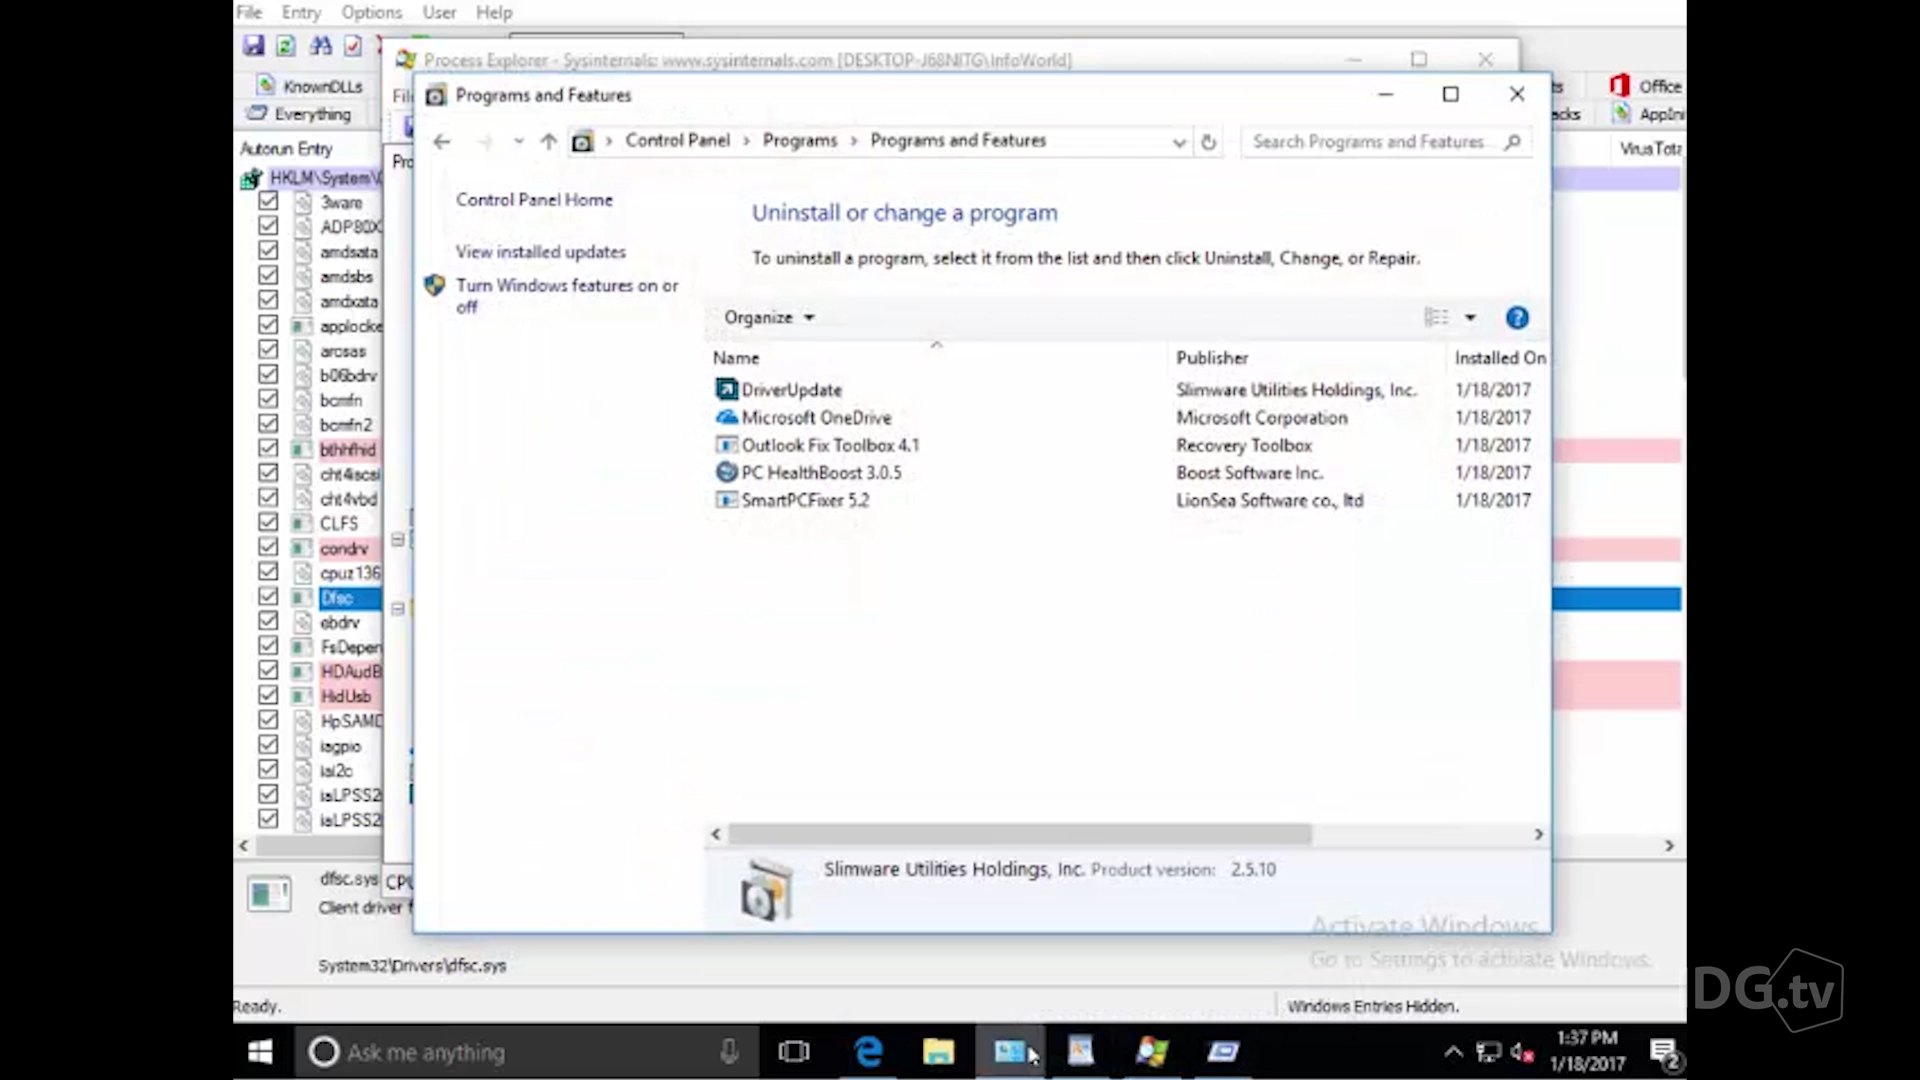 File Entry Options User Help
Process Explorer - Sysinternals: www.sysinternals.com [DESKTOP-J68NITG\InfoWorld]
KnownDLLs
Office
Everything
Programs and Features
Control Panel > Programs > Programs and Features
Search Programs and Features
Autorun Entry
HKLM\System\
3ware
ADP80X
amdsata
amdsbs
amdxata
applocke
arcsas
b06bdrv
bcmfn
bcmfn2
bthhfhid
cht4iscsi
cht4vbd
CLFS
condrv
cpuz136
Dfsc
ebdrv
FsDepen
HDAudB
HidUsb
HpSAMD
iagpio
iai2c
iaLPSS2
iaLPSS2
Control Panel Home
View installed updates
Turn Windows features on or
off
Uninstall or change a program
To uninstall a program, select it from the list and then click Uninstall, Change, or Repair.
Organize
Name Publisher Installed On
DriverUpdate Slimware Utilities Holdings, Inc. 1/18/2017
Microsoft OneDrive Microsoft Corporation 1/18/2017
Outlook Fix Toolbox 4.1 Recovery Toolbox 1/18/2017
PC HealthBoost 3.0.5 Boost Software Inc. 1/18/2017
SmartPCFixer 5.2 LionSea Software co., ltd 1/18/2017
Slimware Utilities Holdings, Inc. Product version: 2.5.10
dfsc.sys
CPU
Client driver f
System32\Drivers\dfsc.sys
Activate Windows
Go to Settings to activate Windows.
Ready.
Windows Entries Hidden.
DG.tv
Ask me anything
1:37 PM
1/18/2017
2